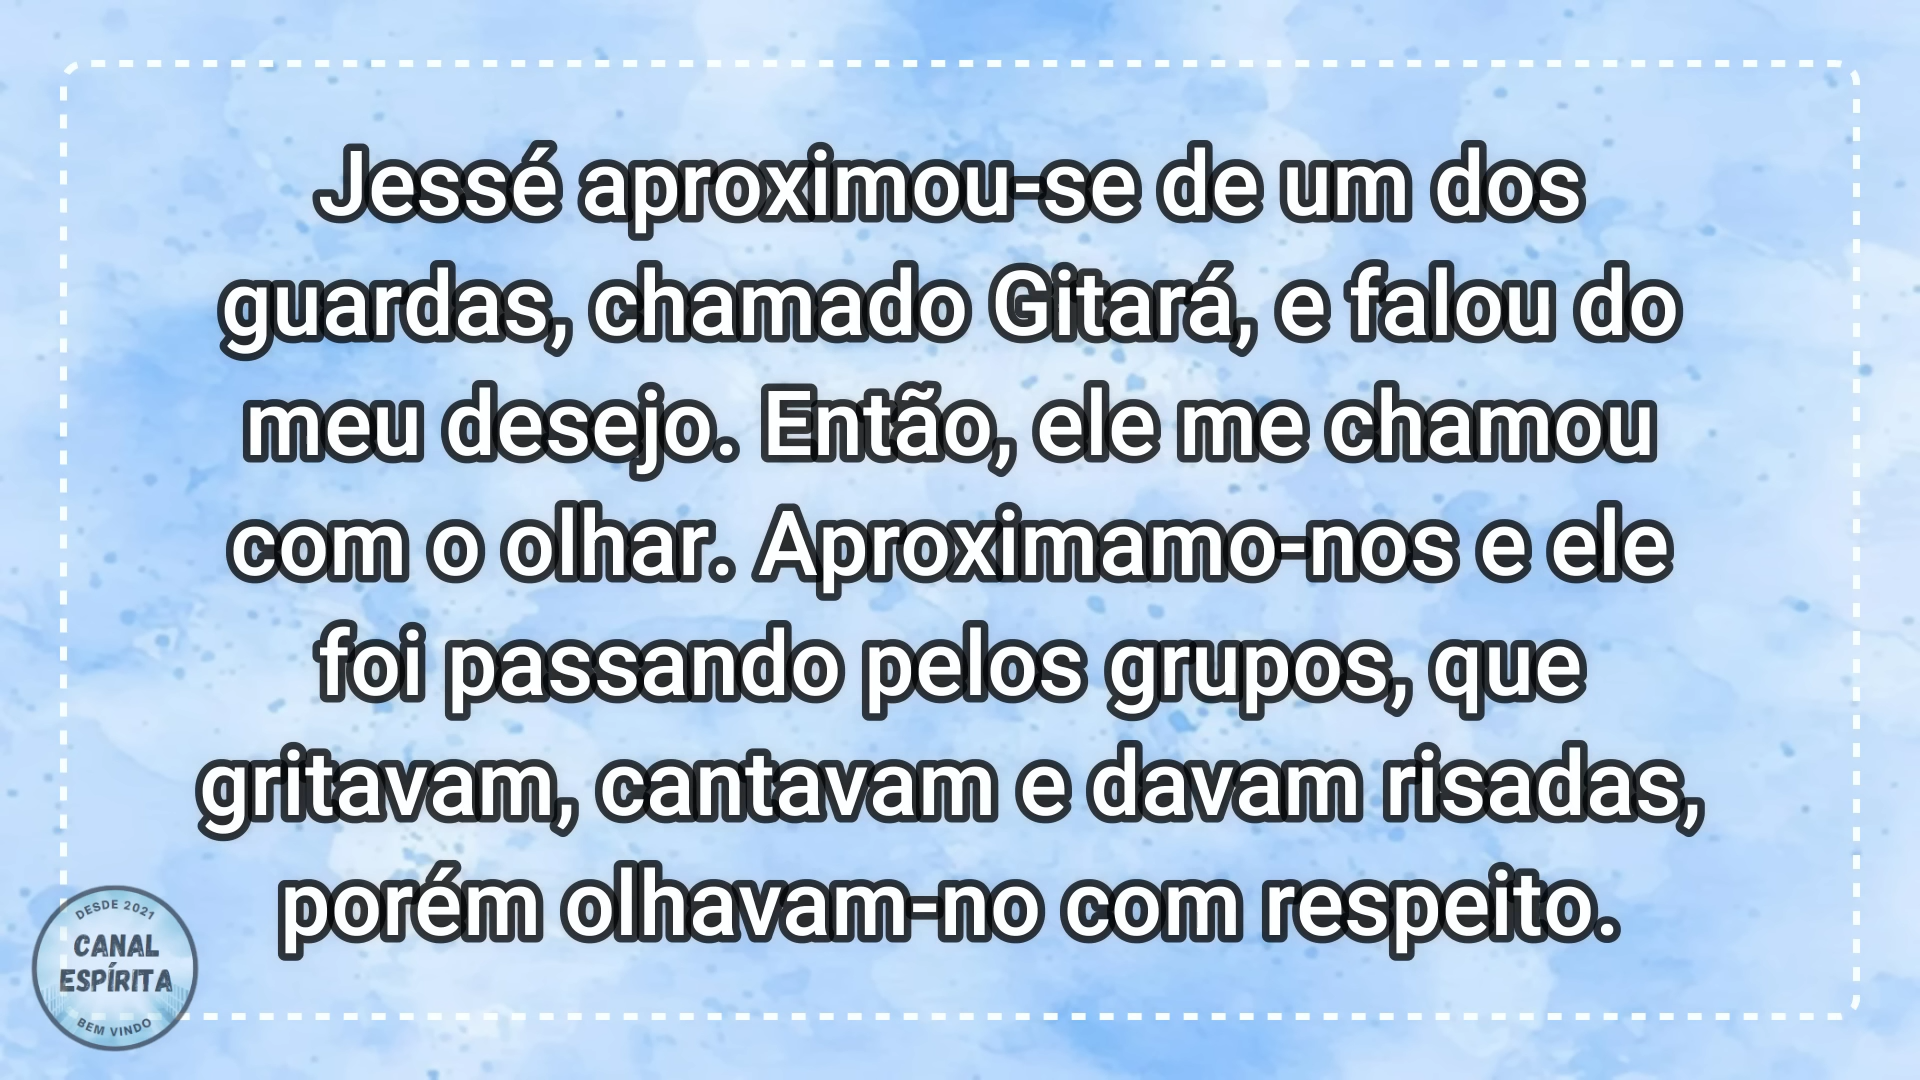 Jessé aproximou-se de um dos
guardas, chamado Gitará, e falou do
meu desejo. Então, ele me chamou
com o olhar. Aproximamo-nos e ele
foi passando pelos grupos, que
gritavam, cantavam e davam risadas,
porém olhavam-no com respeito.
DESDE 2021
CANAL
ESPÍRITA
BEM VINDO